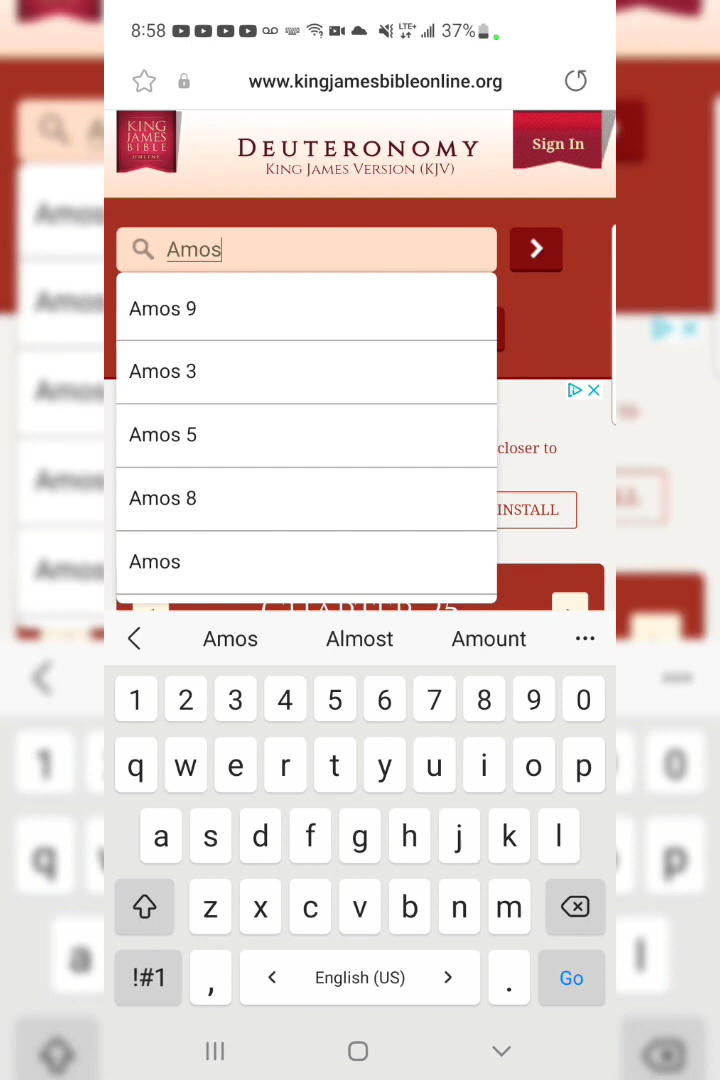 8:58 LTE+ 37%
www.kingjamesbibleonline.org
KING
JAMES
BIBLE
ONLINE
DEUTERONOMY
KING JAMES VERSION (KJV)
Sign In
Amos
Amos 9
Amos 3
Amos 5
Amos 8
Amos
closer to
INSTALL
Amos Almost Amount
1 2 3 4 5 6 7 8 9 0
q w e r t y u i o p
a s d f g h j k l
z x c v b n m
!#1 , < English (US) > . Go